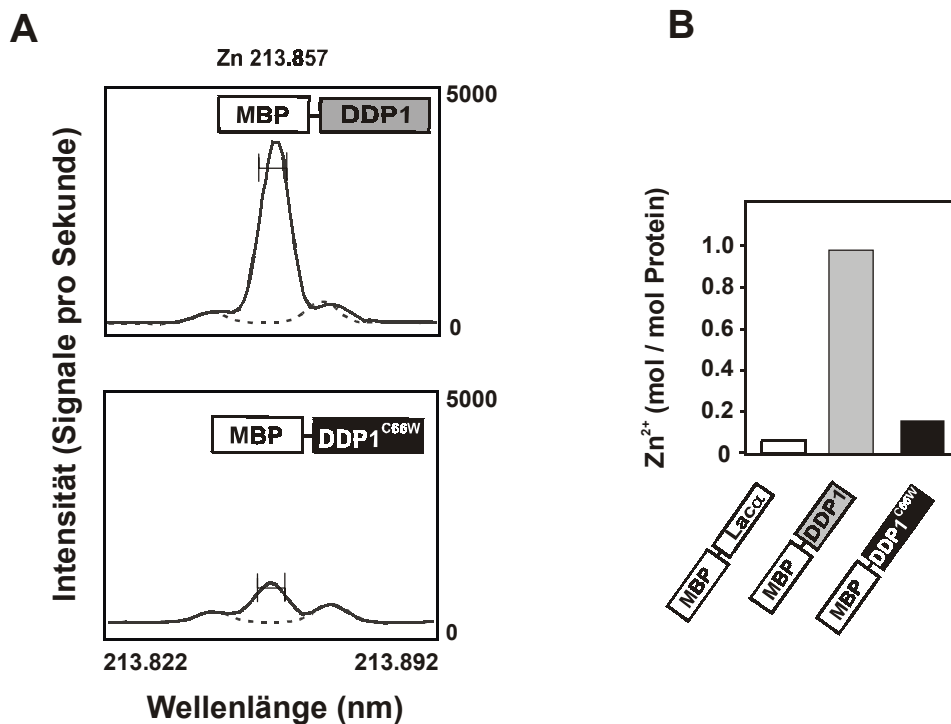 A
Zn 213.857
Intensität (Signale pro Sekunde)
5000
MBP DDP1
0
5000
MBP DDP1C66W
0
213.822 213.892
Wellenlänge (nm)
B
Zn2+ (mol / mol Protein)
1.0
0.8
0.6
0.4
0.2
0
MBP Lacα
MBP DDP1
MBP DDP1C66W